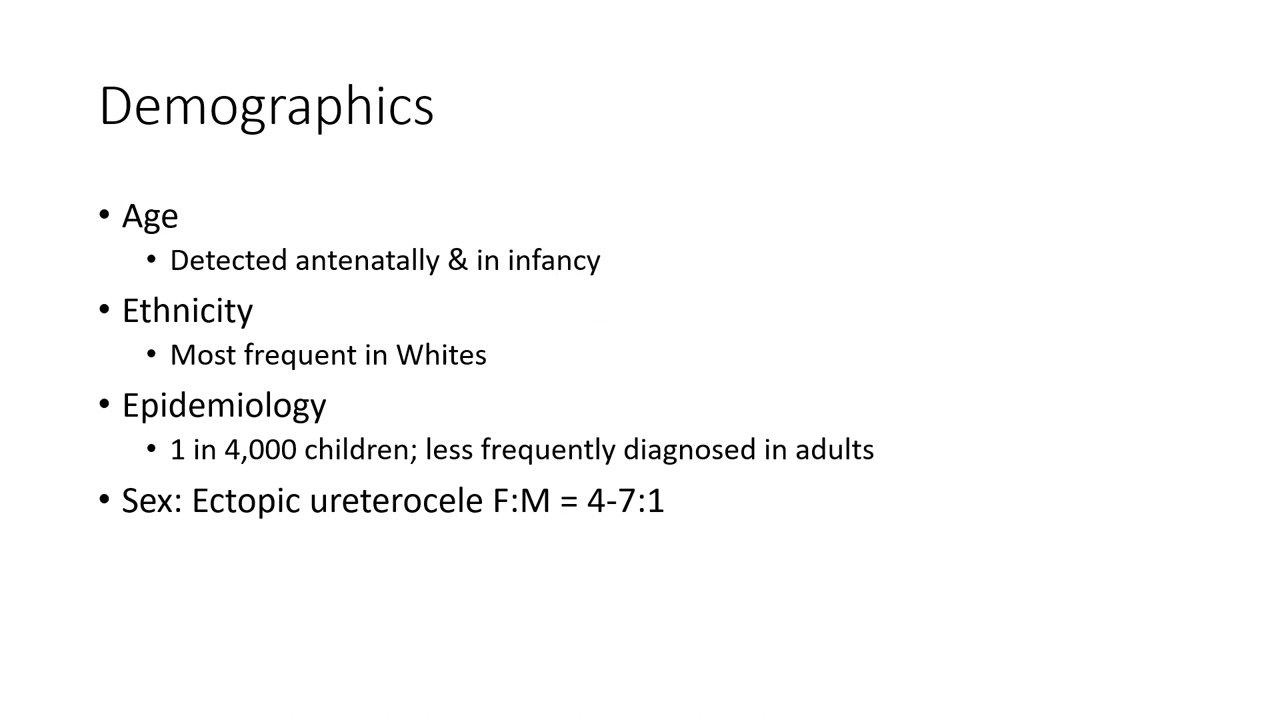 Demographics
• Age
• Detected antenatally & in infancy
• Ethnicity
• Most frequent in Whites
• Epidemiology
• 1 in 4,000 children; less frequently diagnosed in adults
• Sex: Ectopic ureterocele F:M = 4-7:1